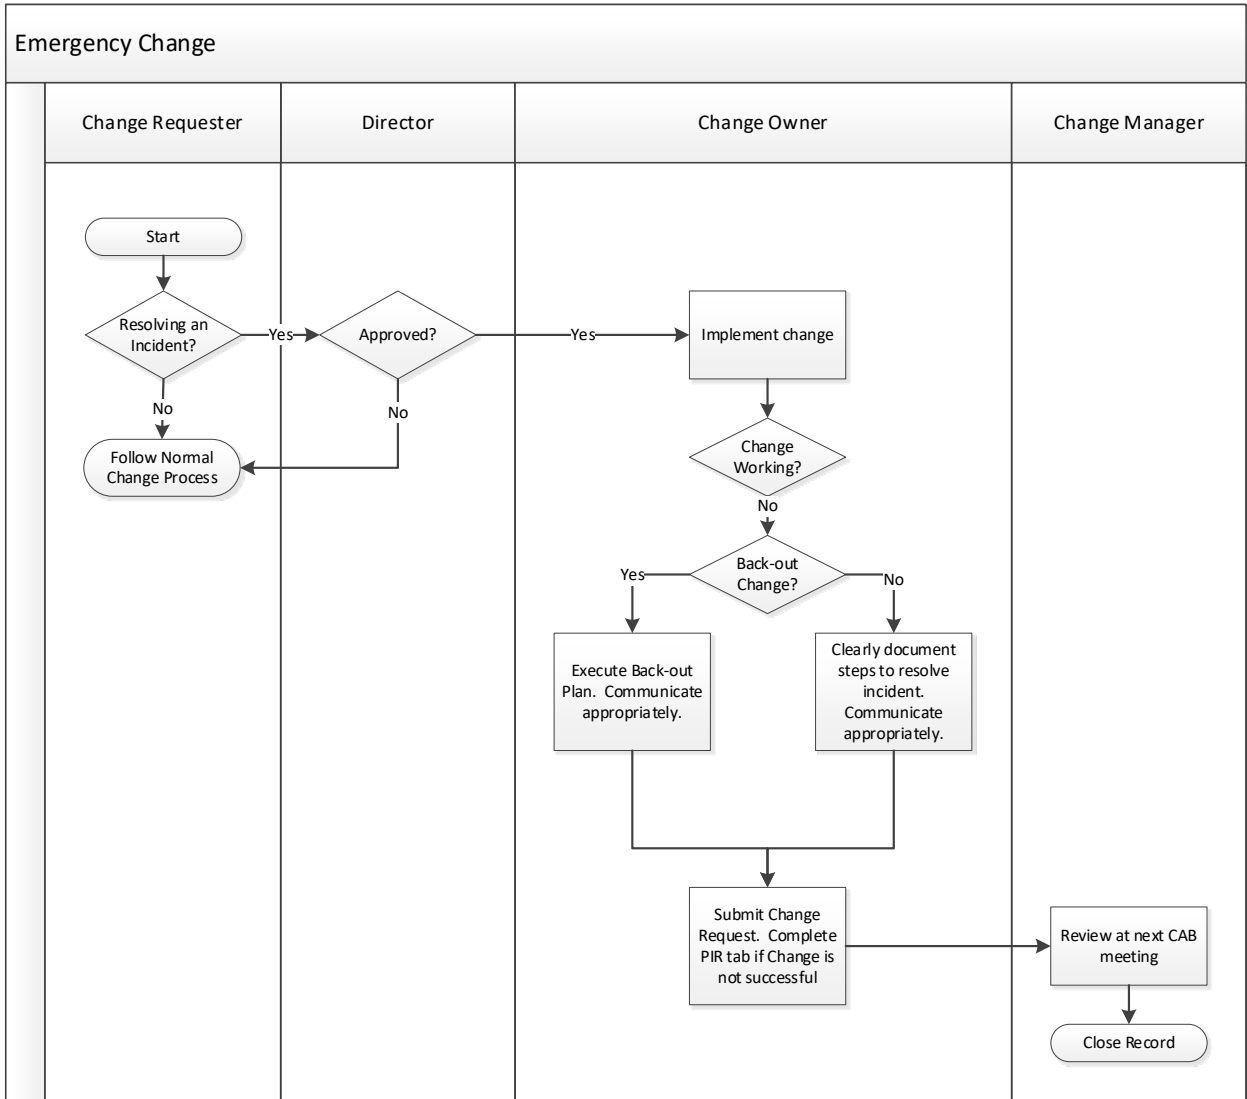 Emergency Change
Change Requester
Director
Change Owner
Change Manager
Start
Resolving an
Incident?
Yes
Approved?
Yes
Implement change
No
No
Follow Normal
Change Process
Change
Working?
No
Back-out
Change?
Yes
No
Execute Back-out
Plan.  Communicate
appropriately.
Clearly document
steps to resolve
incident.
Communicate
appropriately.
Submit Change
Request.  Complete
PIR tab if Change is
not successful
Review at next CAB
meeting
Close Record